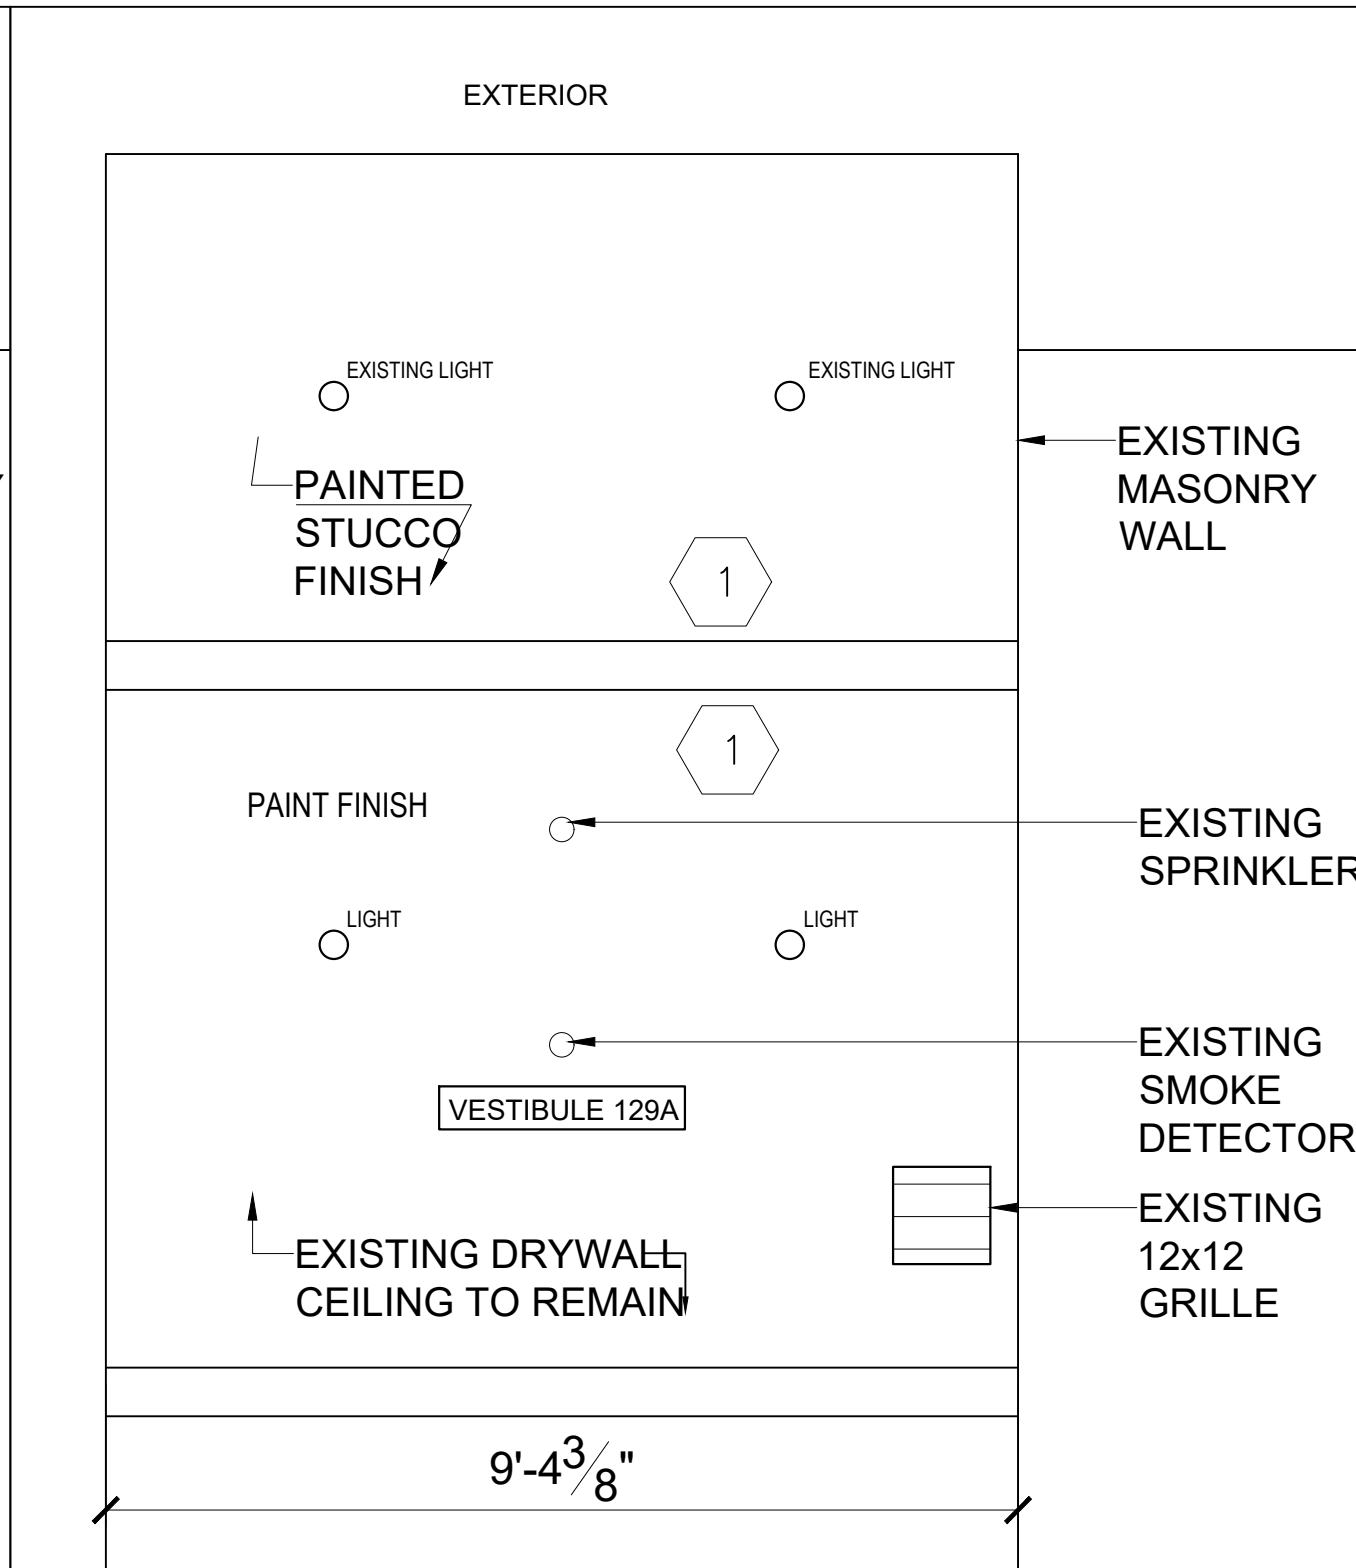 EXTERIOR
EXISTING LIGHT
EXISTING LIGHT
PAINTED
STUCCO
FINISH
EXISTING
MASONRY
WALL
1
1
PAINT FINISH
EXISTING
SPRINKLER
LIGHT
LIGHT
EXISTING
SMOKE
DETECTOR
VESTIBULE 129A
EXISTING
12x12
GRILLE
EXISTING DRYWALL
CEILING TO REMAIN
9'-4 3/8"